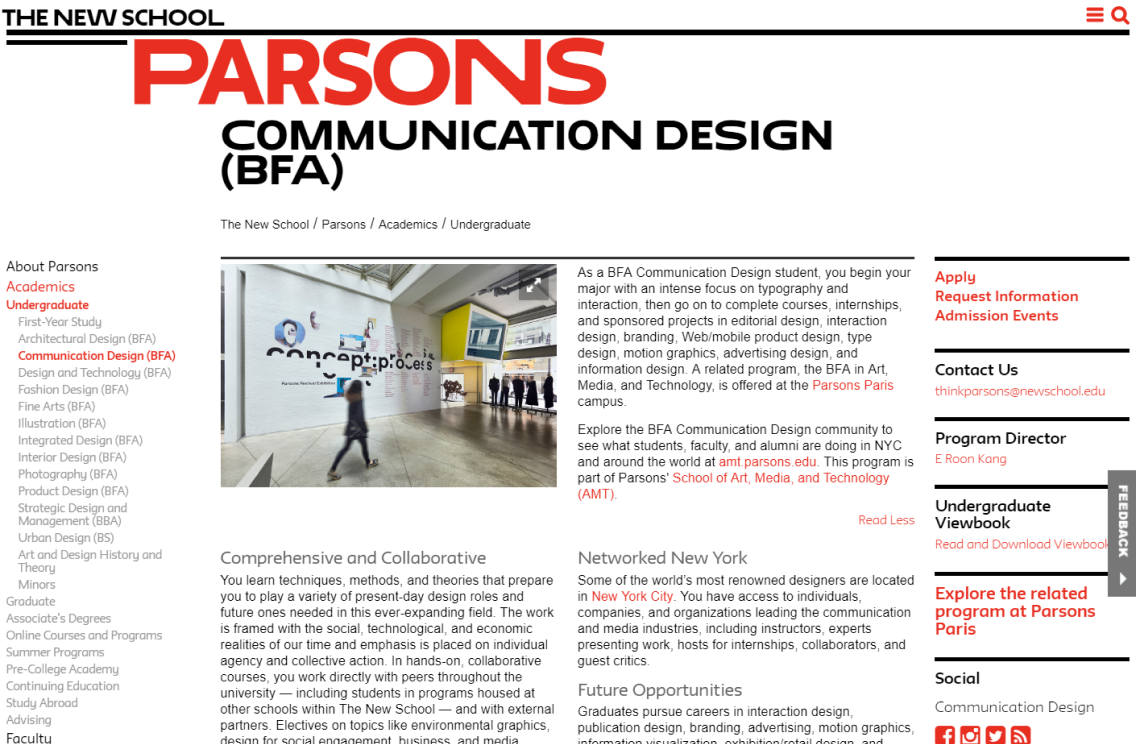 THE NEW SCHOOL
PARSONS
COMMUNICATION DESIGN
(BFA)
The New School / Parsons / Academics / Undergraduate
About Parsons
Academics
Undergraduate
First-Year Study
Architectural Design (BFA)
Communication Design (BFA)
Design and Technology (BFA)
Fashion Design (BFA)
Fine Arts (BFA)
Illustration (BFA)
Integrated Design (BFA)
Interior Design (BFA)
Photography (BFA)
Product Design (BFA)
Strategic Design and
Management (BBA)
Urban Design (BS)
Art and Design History and
Theory
Minors
Graduate
Associate's Degrees
Online Courses and Programs
Summer Programs
Pre-College Academy
Continuing Education
Study Abroad
Advising
Faculty
concept:process
Parsons Festival Exhibition
As a BFA Communication Design student, you begin your
major with an intense focus on typography and
interaction, then go on to complete courses, internships,
and sponsored projects in editorial design, interaction
design, branding, Web/mobile product design, type
design, motion graphics, advertising design, and
information design. A related program, the BFA in Art,
Media, and Technology, is offered at the Parsons Paris
campus.
Explore the BFA Communication Design community to
see what students, faculty, and alumni are doing in NYC
and around the world at amt.parsons.edu. This program is
part of Parsons' School of Art, Media, and Technology
(AMT).
Read Less
Comprehensive and Collaborative
You learn techniques, methods, and theories that prepare
you to play a variety of present-day design roles and
future ones needed in this ever-expanding field. The work
is framed with the social, technological, and economic
realities of our time and emphasis is placed on individual
agency and collective action. In hands-on, collaborative
courses, you work directly with peers throughout the
university — including students in programs housed at
other schools within The New School — and with external
partners. Electives on topics like environmental graphics,
design for social engagement, business, and media
Networked New York
Some of the world's most renowned designers are located
in New York City. You have access to individuals,
companies, and organizations leading the communication
and media industries, including instructors, experts
presenting work, hosts for internships, collaborators, and
guest critics.
Future Opportunities
Graduates pursue careers in interaction design,
publication design, branding, advertising, motion graphics,
information visualization, exhibition/retail design, and
Apply
Request Information
Admission Events
Contact Us
thinkparsons@newschool.edu
Program Director
E Roon Kang
Undergraduate
Viewbook
Read and Download Viewbook
Explore the related
program at Parsons
Paris
Social
Communication Design
FEEDBACK